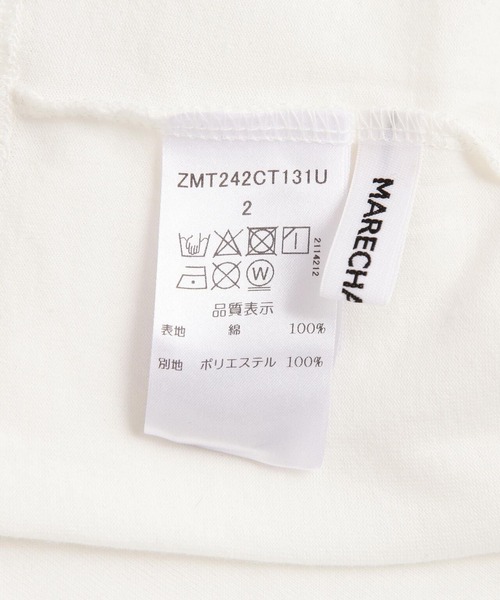 ZMT242CT131U
2
W
2114212
品質表示
表地 綿 100%
別地 ポリエステル 100%
MARECHA